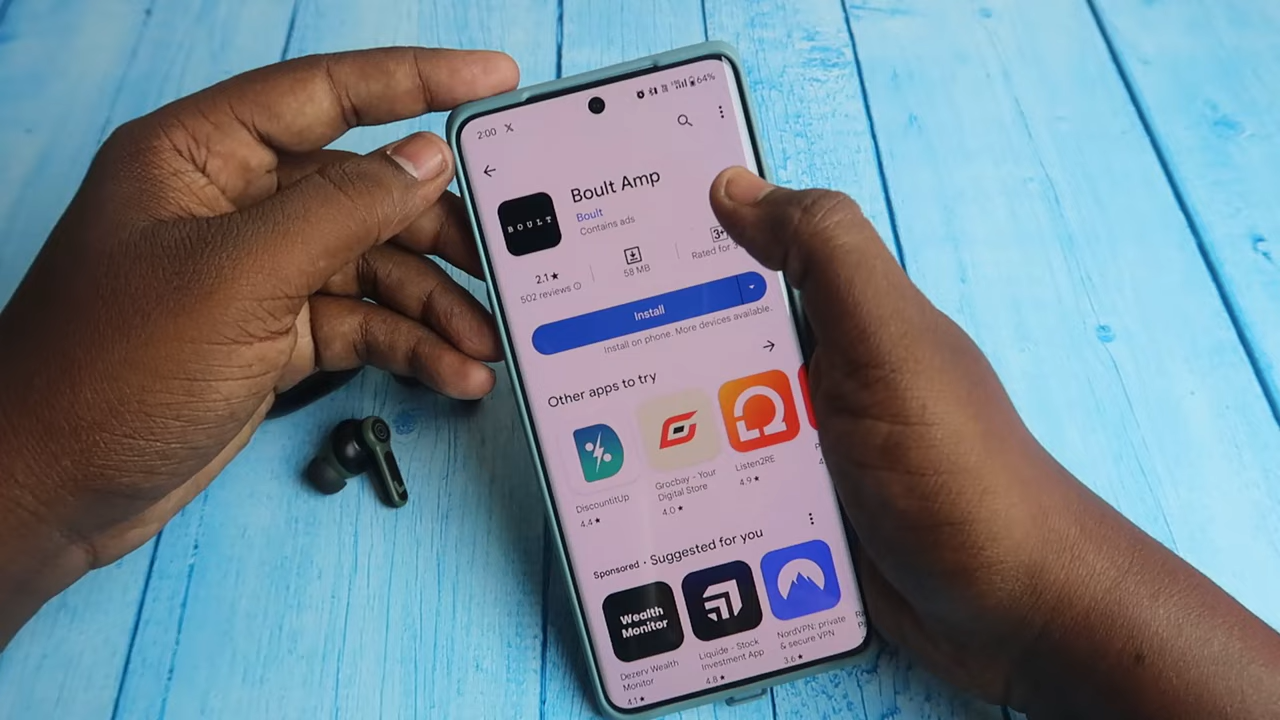 2:00
64%
Boult Amp
BOULT
Boult
Contains ads
2.1★
502 reviews
58 MB
3+
Rated for
Install
Install on phone. More devices available.
Other apps to try
DiscountitUp
4.4★
Grocbay - Your
Digital Store
4.0★
Listen2RE
4.9★
Sponsored · Suggested for you
Wealth
Monitor
Dezerv Wealth
Monitor
4.1★
Liquide - Stock
Investment App
4.8★
NordVPN: private
& secure VPN
3.6★